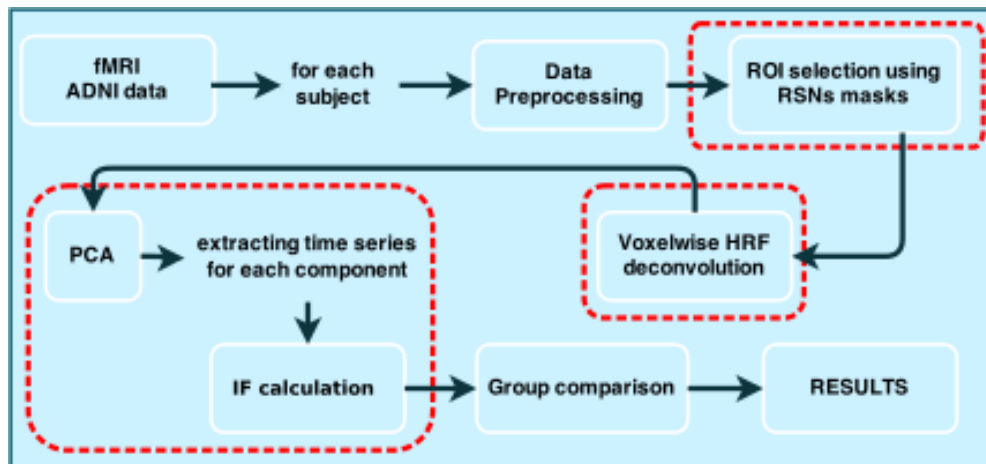 fMRI
ADNI data
for each
subject
Data
Preprocessing
ROI selection using
RSNs masks
Voxelwise HRF
deconvolution
PCA
extracting time series
for each component
IF calculation
Group comparison
RESULTS